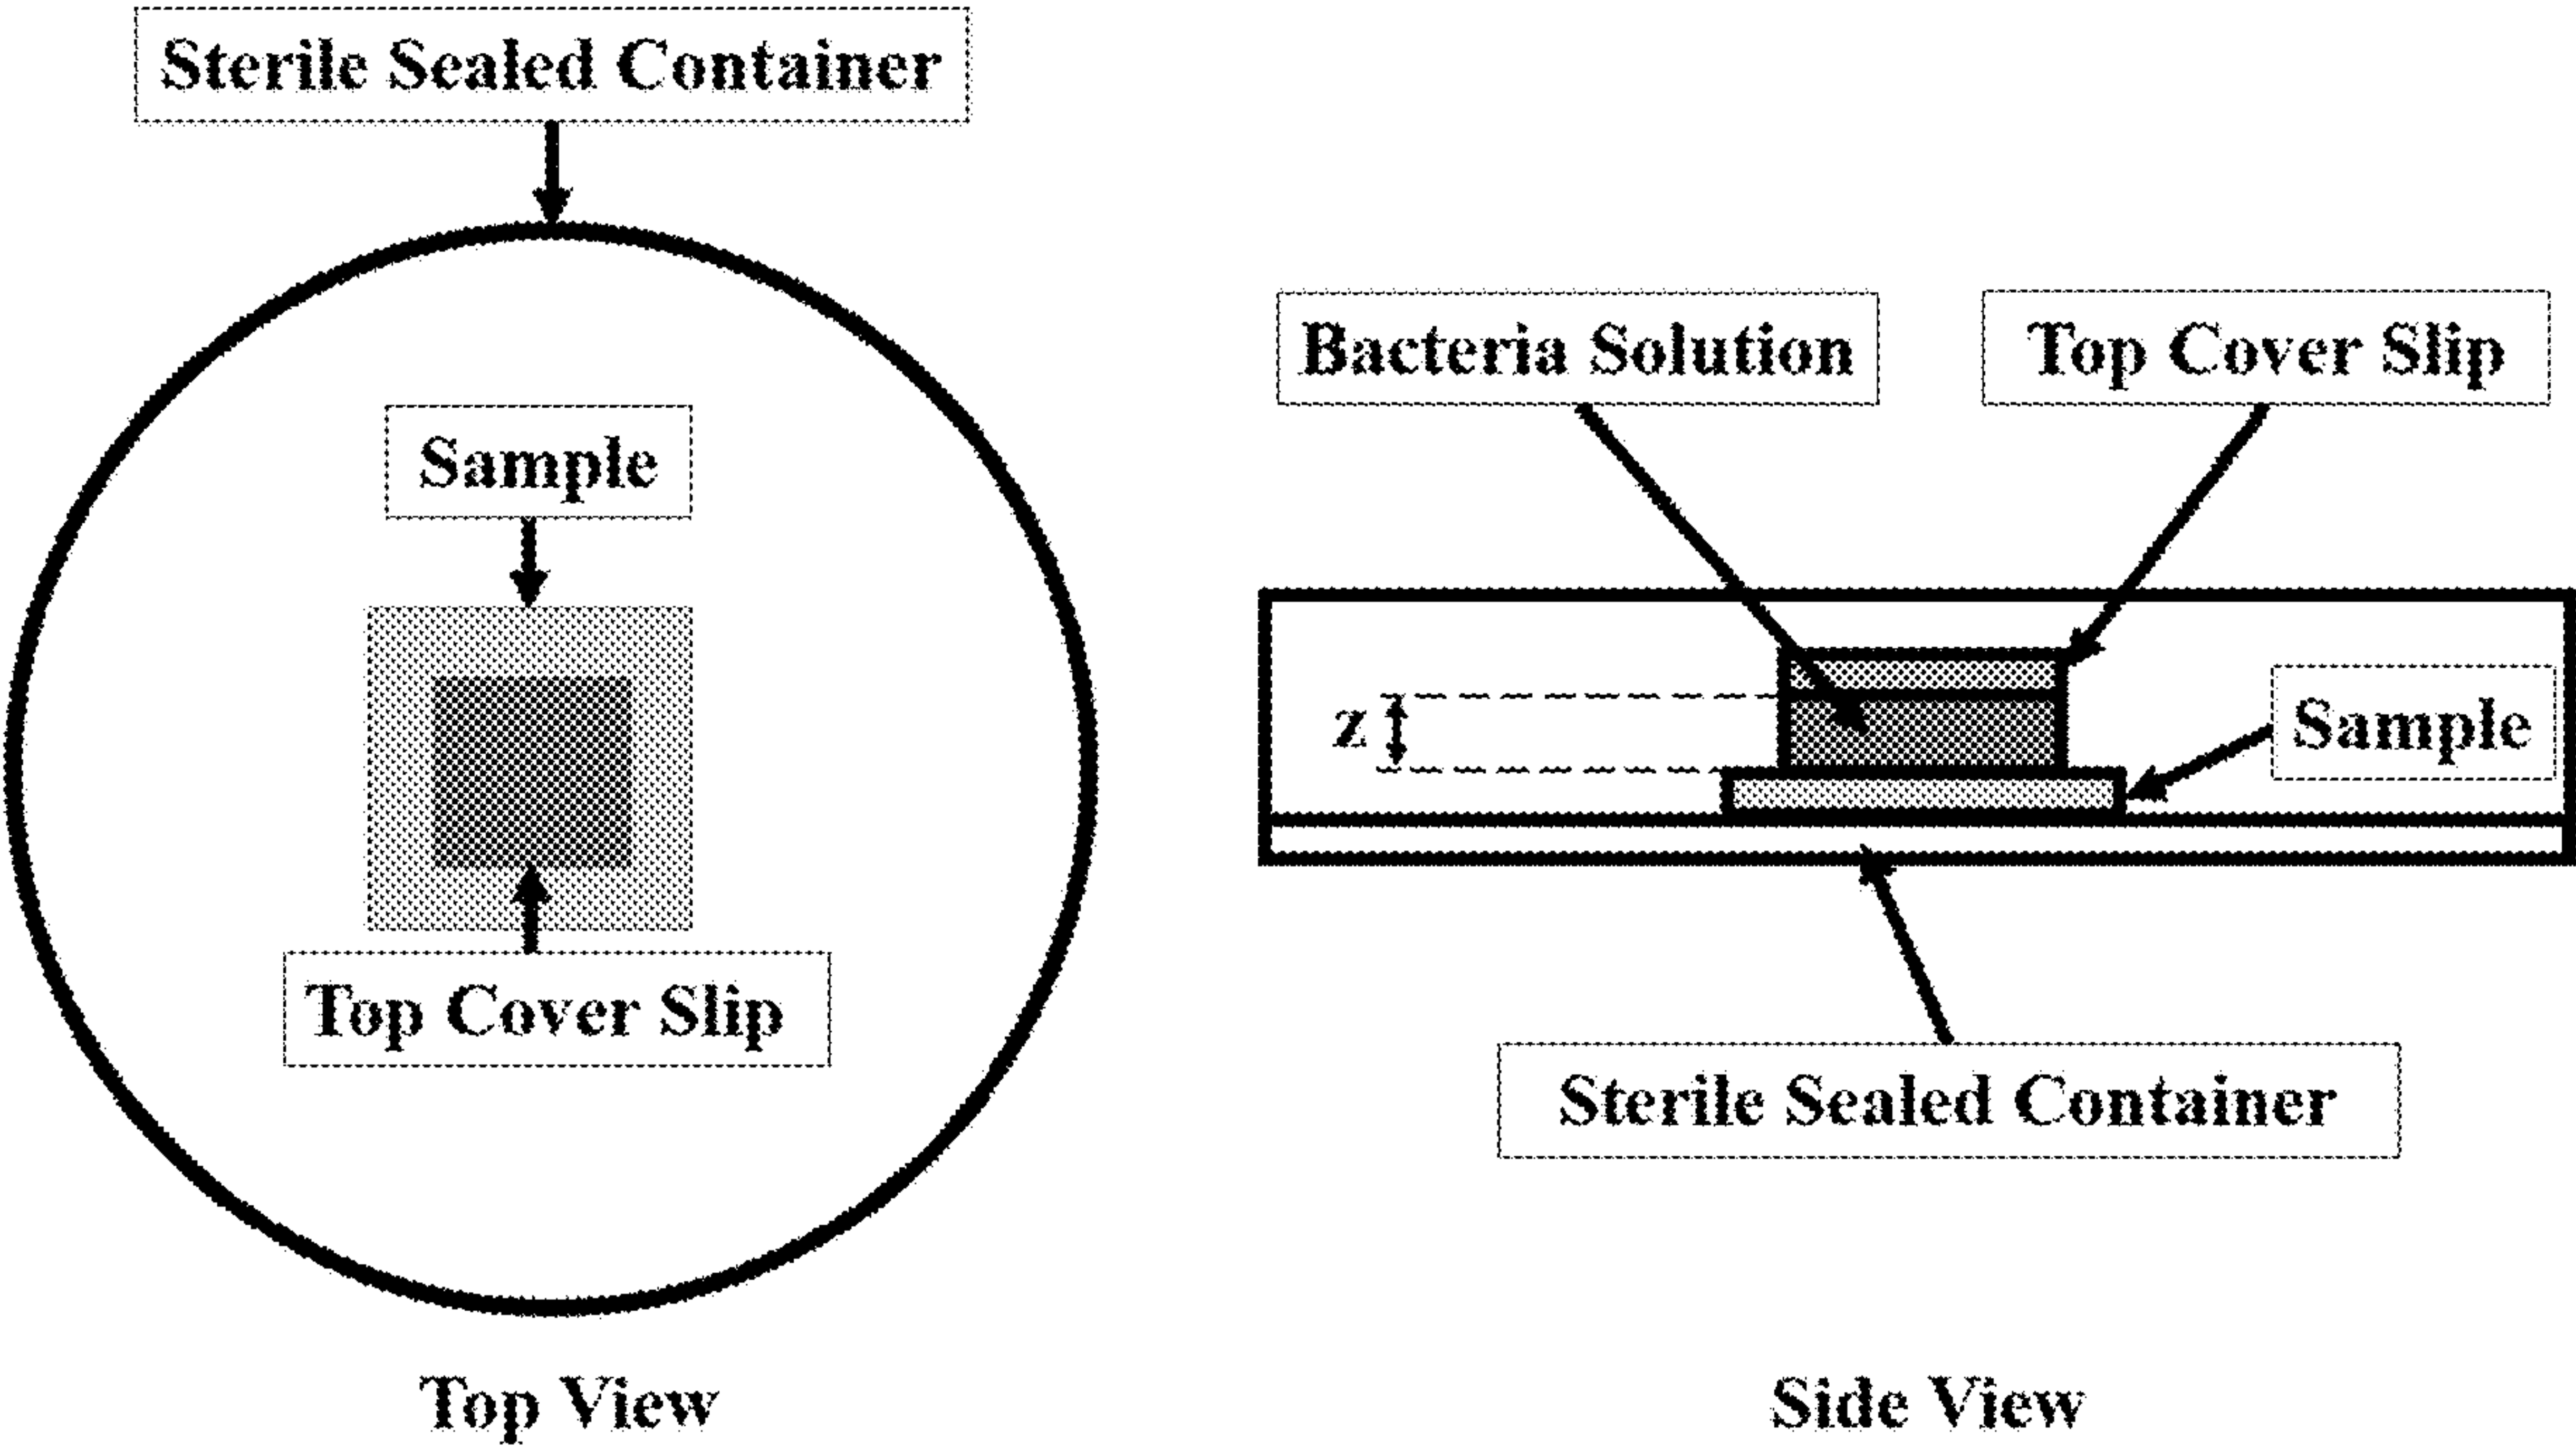 Sterile Sealed Container
Sample
Top Cover Slip
Top View
Bacteria Solution
Top Cover Slip
z
Sample
Sterile Sealed Container
Side View